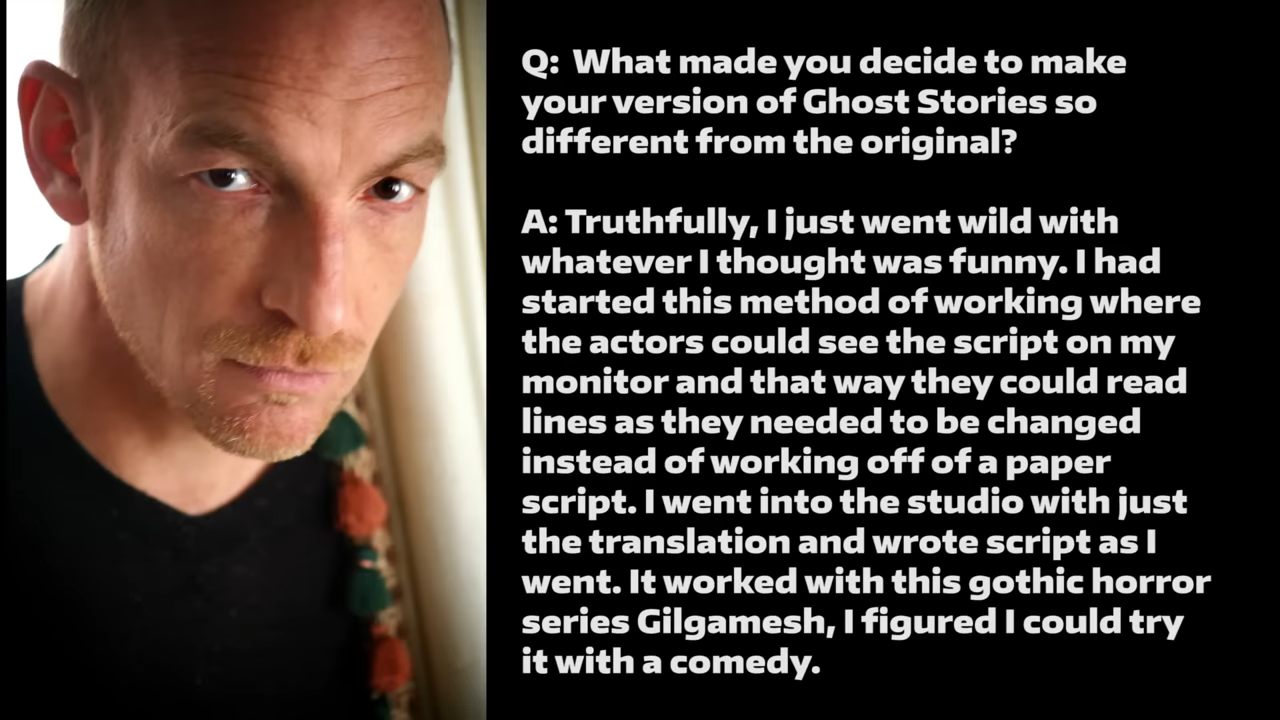 Q:  What made you decide to make
your version of Ghost Stories so
different from the original?
A: Truthfully, I just went wild with
whatever I thought was funny. I had
started this method of working where
the actors could see the script on my
monitor and that way they could read
lines as they needed to be changed
instead of working off of a paper
script. I went into the studio with just
the translation and wrote script as I
went. It worked with this gothic horror
series Gilgamesh, I figured I could try
it with a comedy.